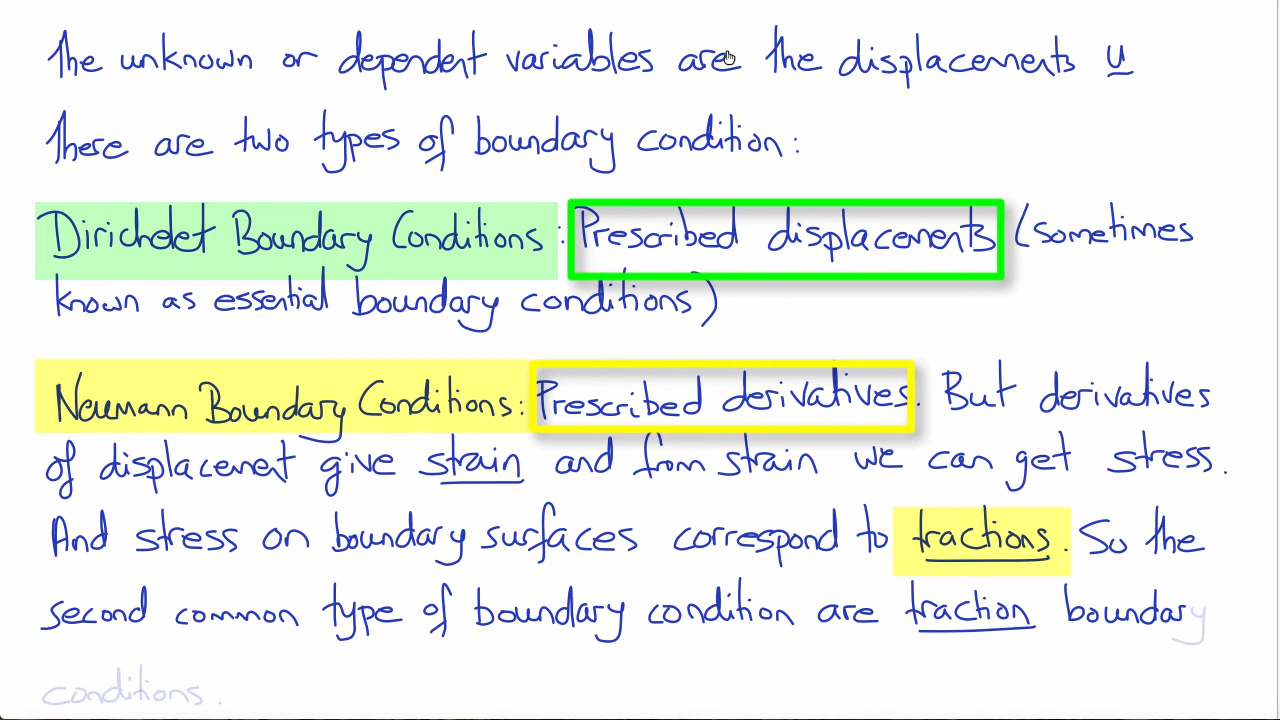 The unknown or dependent variables are the displacements u
There are two types of boundary condition:
Dirichelet Boundary Conditions: Prescribed displacements (sometimes
known as essential boundary conditions)
Neumann Boundary Conditions: Prescribed derivatives. But derivatives
of displacement give strain and from strain we can get stress.
And stress on boundary surfaces correspond to tractions. So the
second common type of boundary condition are traction boundary
conditions.